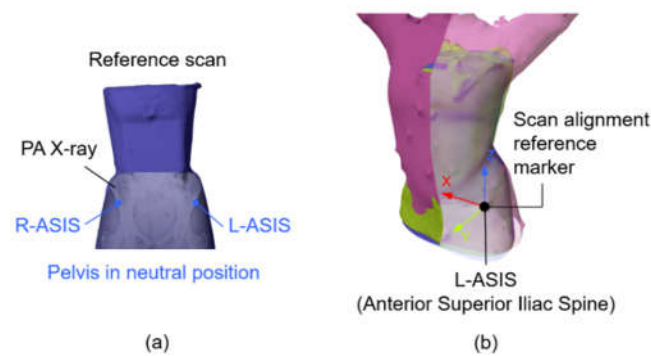 Reference scan
PA X-ray
R-ASIS
L-ASIS
Pelvis in neutral position
(a)
Scan alignment
reference
marker
X
Z
Y
L-ASIS
(Anterior Superior Iliac Spine)
(b)